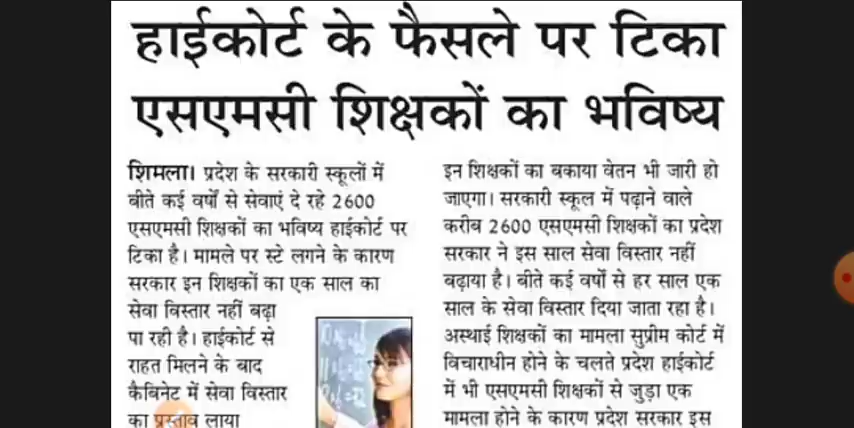 हाईकोर्ट के फैसले पर टिका
एसएमसी शिक्षकों का भविष्य
शिमला। प्रदेश के सरकारी स्कूलों में
बीते कई वर्षों से सेवाएं दे रहे 2600
एसएमसी शिक्षकों का भविष्य हाईकोर्ट पर
टिका है। मामले पर स्टे लगने के कारण
सरकार इन शिक्षकों का एक साल का
सेवा विस्तार नहीं बढ़ा
पा रही है। हाईकोर्ट से
राहत मिलने के बाद
कैबिनेट में सेवा विस्तार
का प्रस्ताव लाया
इन शिक्षकों का बकाया वेतन भी जारी हो
जाएगा। सरकारी स्कूल में पढ़ाने वाले
करीब 2600 एसएमसी शिक्षकों का प्रदेश
सरकार ने इस साल सेवा विस्तार नहीं
बढ़ाया है। बीते कई वर्षों से हर साल एक
साल के सेवा विस्तार दिया जाता रहा है।
अस्थाई शिक्षकों का मामला सुप्रीम कोर्ट में
विचाराधीन होने के चलते प्रदेश हाईकोर्ट
में भी एसएमसी शिक्षकों से जुड़ा एक
मामला होने के कारण प्रदेश सरकार इस